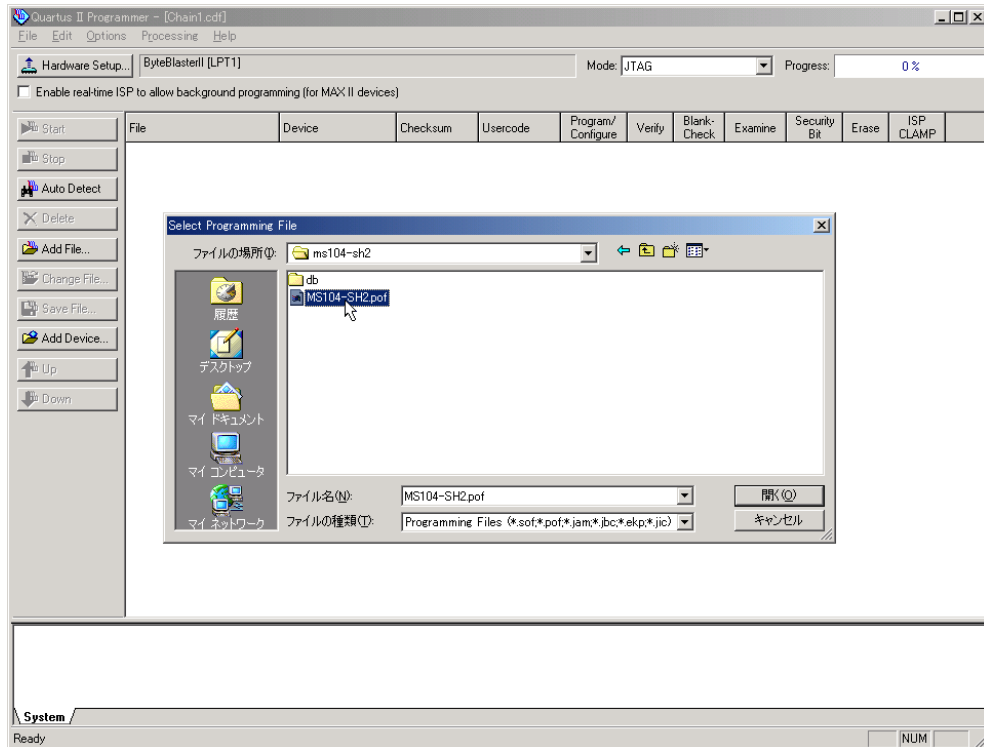 Quartus II Programmer - [Chain1.cdf]
File Edit Options Processing Help
Hardware Setup... ByteBlasterII [LPT1] Mode: JTAG Progress: 0 %
Enable real-time ISP to allow background programming (for MAX II devices)
Start
Stop
Auto Detect
Delete
Add File...
Change File...
Save File...
Add Device...
Up
Down
File Device Checksum Usercode Program/ Configure Verify Blank- Check Examine Security Bit Erase ISP CLAMP
Select Programming File
ファイルの場所(I): ms104-sh2
履歴
デスクトップ
マイ ドキュメント
マイ コンピュータ
マイ ネットワーク
db
MS104-SH2.pof
ファイル名(N): MS104-SH2.pof 開く(O)
ファイルの種類(T): Programming Files (*.sof;*.pof;*.jam;*.jbc;*.ekp;*.jic) キャンセル
System
Ready NUM